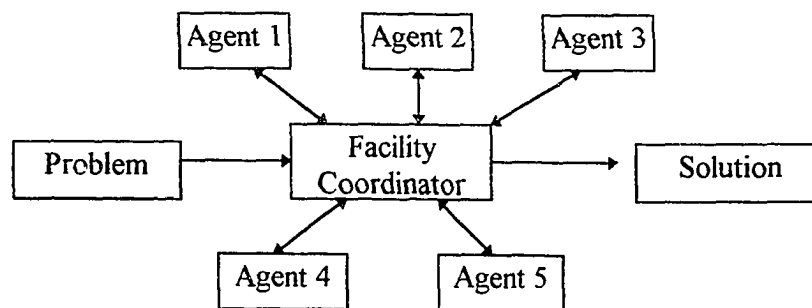 Agent 1
Agent 2
Agent 3
Problem
Facility
Coordinator
Solution
Agent 4
Agent 5